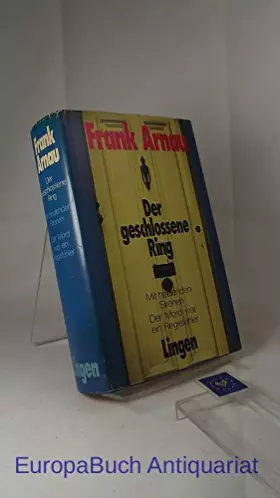 Frank
Arnau
Der
geschlossene
Ring
Mit heulenden
Sirenen
Der Mord war
ein Regiefehler
Lingen
Frank Arnau
Der
geschlossene
Ring
Mit heulenden
Sirenen
Der Mord war
ein Regiefehler
Lingen
EuropaBuch Antiquariat